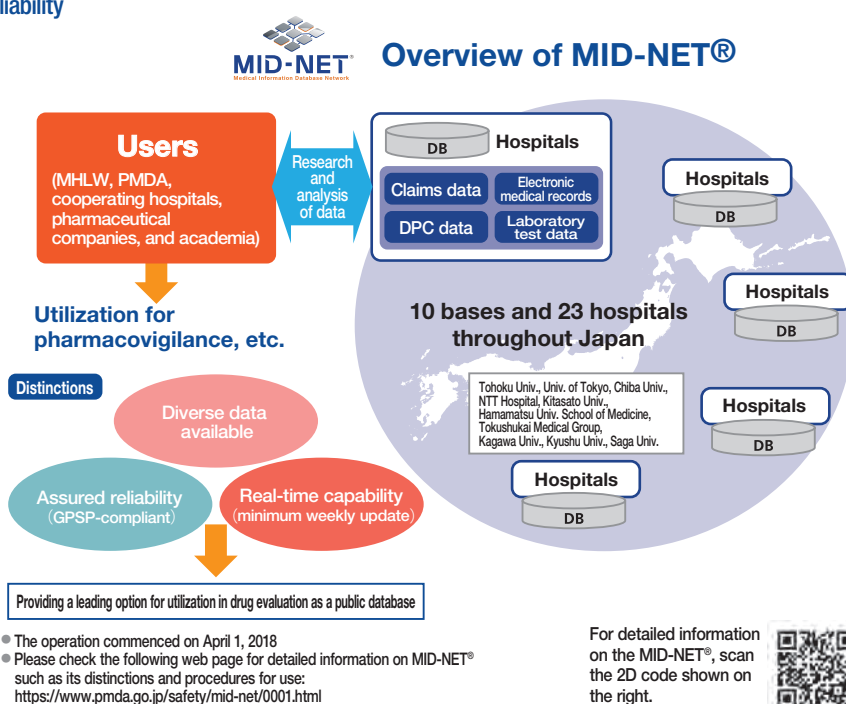 MID-NET®
Medical Information Database Network
Overview of MID-NET®
Users
(MHLW, PMDA,
cooperating hospitals,
pharmaceutical
companies, and academia)
Research
and
analysis
of data
DB
Hospitals
Claims data
Electronic
medical records
DPC data
Laboratory
test data
Hospitals
DB
Hospitals
DB
Hospitals
DB
Hospitals
DB
10 bases and 23 hospitals
throughout Japan
Tohoku Univ., Univ. of Tokyo, Chiba Univ.,
NTT Hospital, Kitasato Univ.,
Hamamatsu Univ. School of Medicine,
Tokushukai Medical Group,
Kagawa Univ., Kyushu Univ., Saga Univ.
Utilization for
pharmacovigilance, etc.
Distinctions
Diverse data
available
Assured reliability
(GPSP-compliant)
Real-time capability
(minimum weekly update)
Providing a leading option for utilization in drug evaluation as a public database
● The operation commenced on April 1, 2018
● Please check the following web page for detailed information on MID-NET®
such as its distinctions and procedures for use:
https://www.pmda.go.jp/safety/mid-net/0001.html
For detailed information
on the MID-NET®, scan
the 2D code shown on
the right.